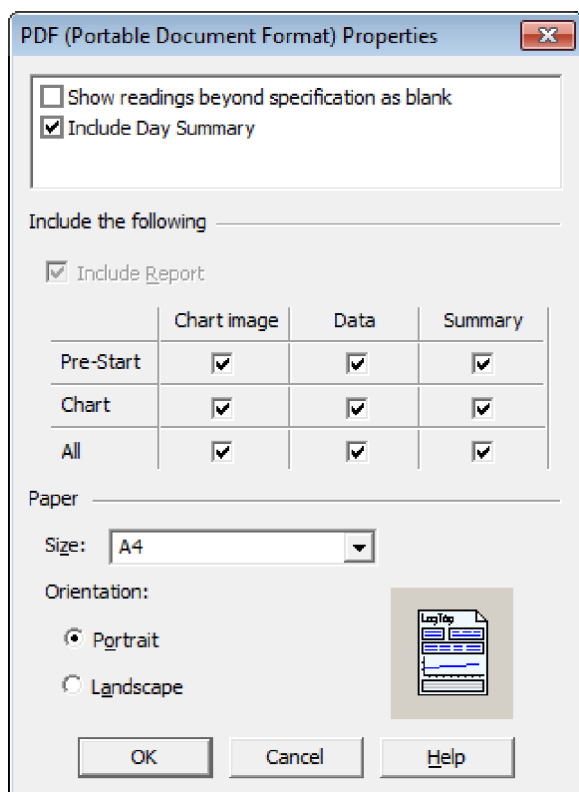 PDF (Portable Document Format) Properties
Show readings beyond specification as blank
Include Day Summary
Include the following
Include Report
Chart image Data Summary
Pre-Start
Chart
All
Paper
Size: A4
Orientation:
LogTag
Portrait
Landscape
OK Cancel Help